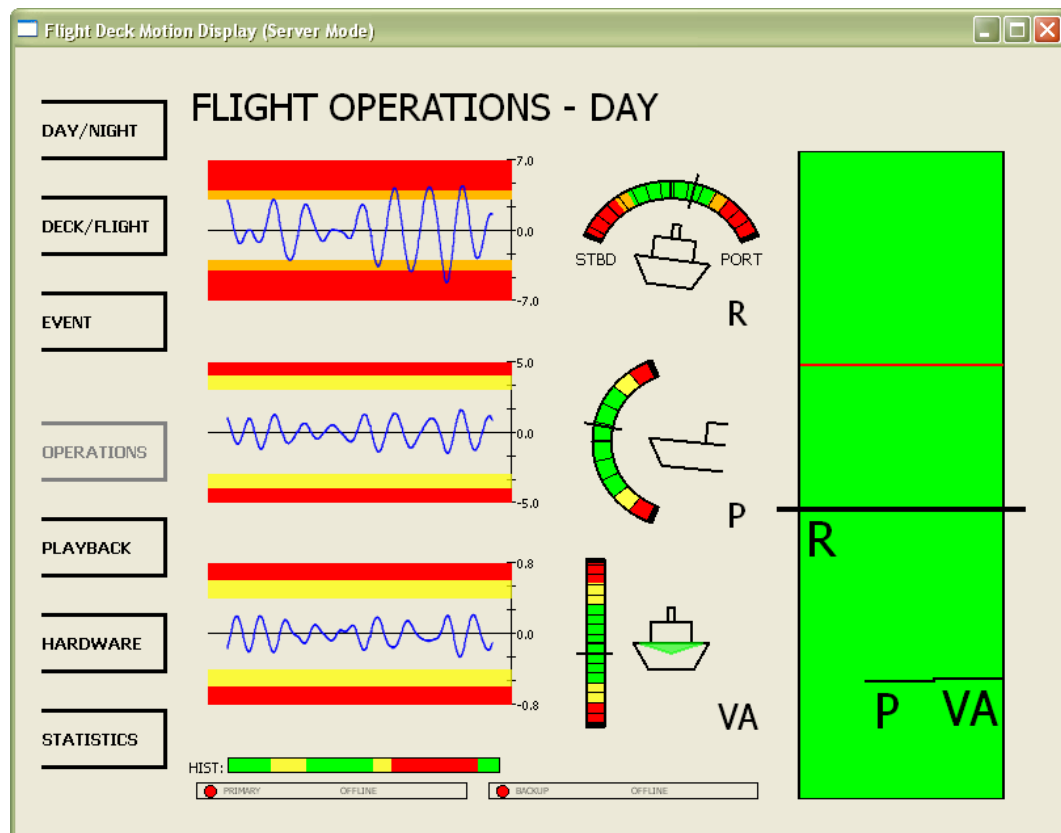 Flight Deck Motion Display (Server Mode)
FLIGHT OPERATIONS - DAY
DAY/NIGHT
DECK/FLIGHT
EVENT
OPERATIONS
PLAYBACK
HARDWARE
STATISTICS
7.0
0.0
-7.0
STBD PORT
R
5.0
0.0
-5.0
P
0.8
0.0
-0.8
VA
R
P VA
HIST:
PRIMARY OFFLINE
BACKUP OFFLINE